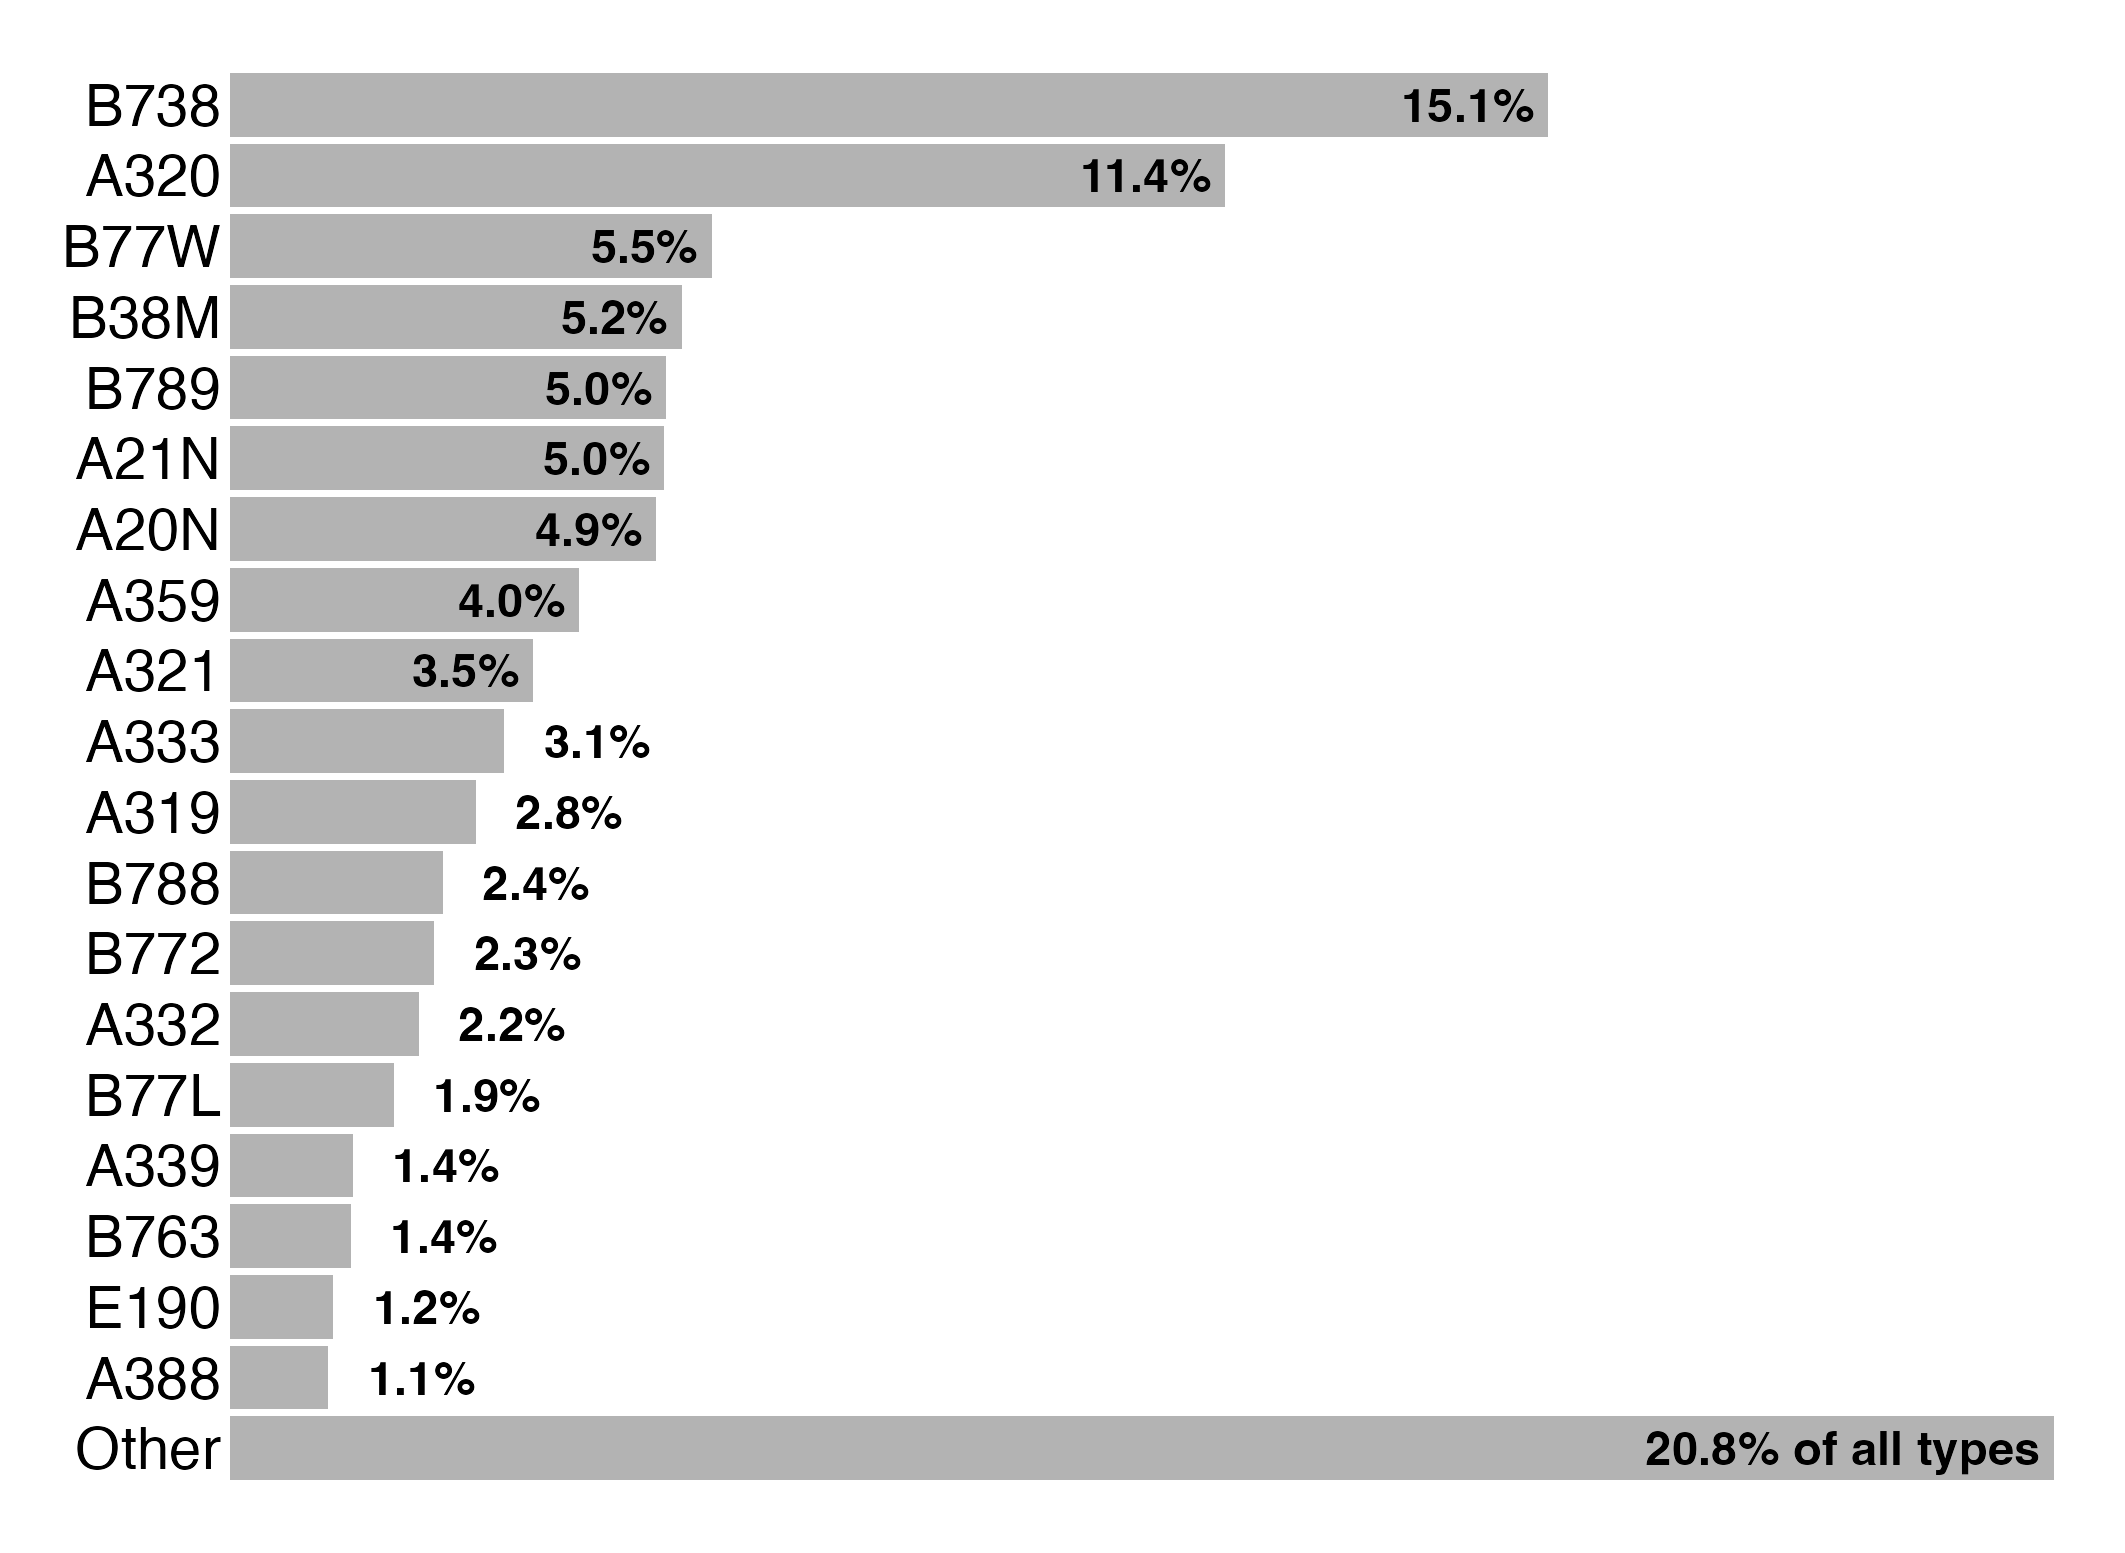 B738 15.1%
A320 11.4%
B77W 5.5%
B38M 5.2%
B789 5.0%
A21N 5.0%
A20N 4.9%
A359 4.0%
A321 3.5%
A333 3.1%
A319 2.8%
B788 2.4%
B772 2.3%
A332 2.2%
B77L 1.9%
A339 1.4%
B763 1.4%
E190 1.2%
A388 1.1%
Other 20.8% of all types